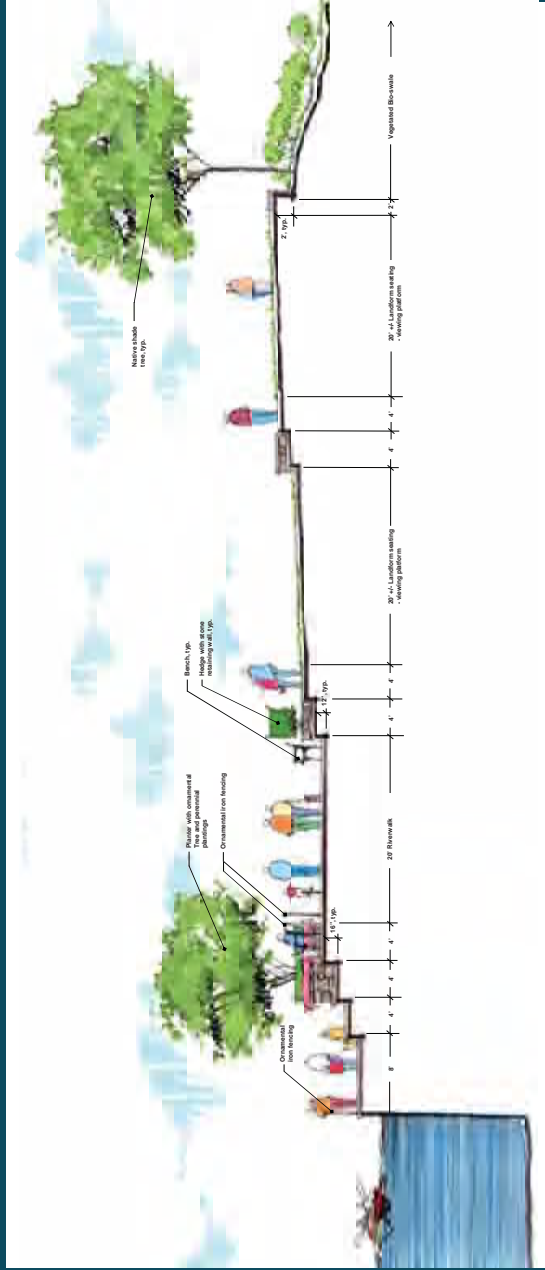 Native shade
tree, typ.
Planter with ornamental
Tree and perennial
plantings
Ornamental iron fencing
Bench, typ.
Hedge with stone
retaining wall, typ.
Ornamental
iron fencing
16", typ.
12", typ.
2', typ.
8'
4'
4'
4'
20' Riverwalk
4'
4'
20' +/- Landform seating
- viewing platform
4'
4'
20' +/- Landform seating
- viewing platform
2'
Vegetated Bio-swale